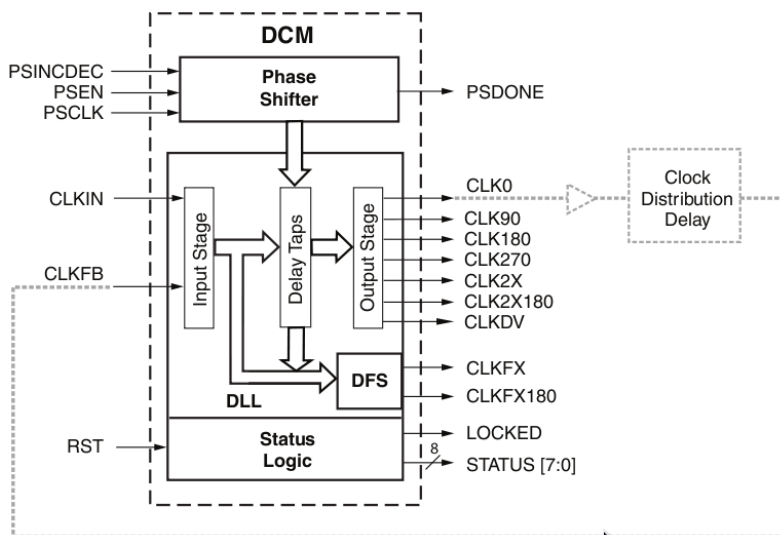 DCM
PSINCDEC
PSEN
PSCLK
Phase
Shifter
PSDONE
CLKIN
CLKFB
Input Stage
Delay Taps
Output Stage
CLK0
CLK90
CLK180
CLK270
CLK2X
CLK2X180
CLKDV
Clock
Distribution
Delay
DFS
CLKFX
CLKFX180
DLL
RST
Status
Logic
LOCKED
8
STATUS [7:0]